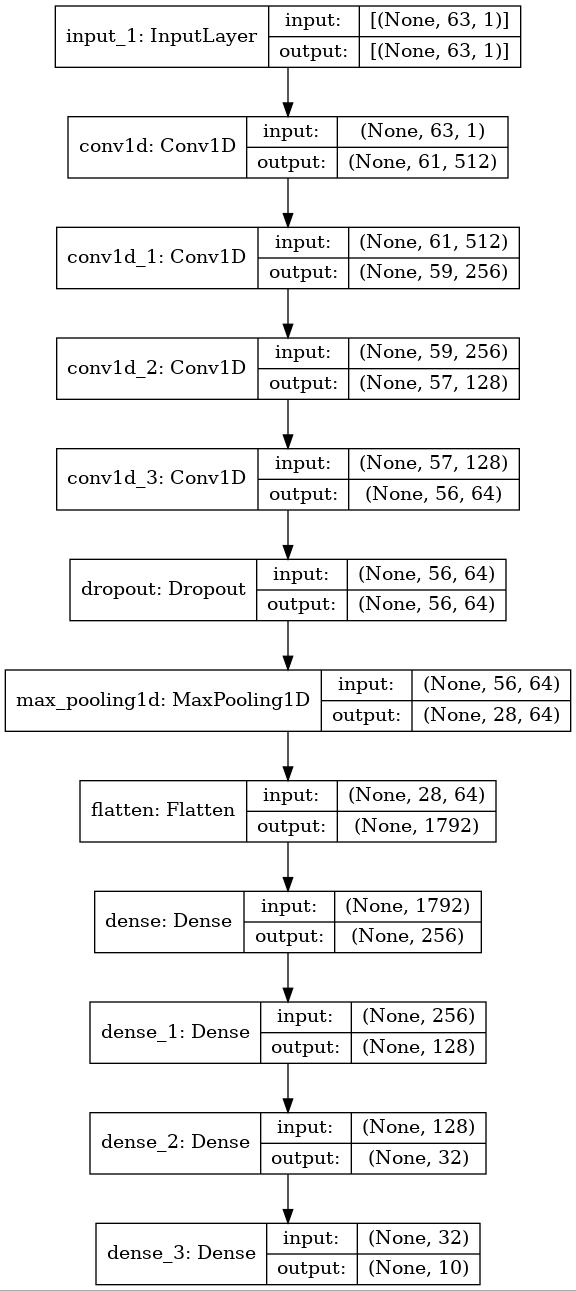 input_1: InputLayer
input: [(None, 63, 1)]
output: [(None, 63, 1)]
conv1d: Conv1D
input: (None, 63, 1)
output: (None, 61, 512)
conv1d_1: Conv1D
input: (None, 61, 512)
output: (None, 59, 256)
conv1d_2: Conv1D
input: (None, 59, 256)
output: (None, 57, 128)
conv1d_3: Conv1D
input: (None, 57, 128)
output: (None, 56, 64)
dropout: Dropout
input: (None, 56, 64)
output: (None, 56, 64)
max_pooling1d: MaxPooling1D
input: (None, 56, 64)
output: (None, 28, 64)
flatten: Flatten
input: (None, 28, 64)
output: (None, 1792)
dense: Dense
input: (None, 1792)
output: (None, 256)
dense_1: Dense
input: (None, 256)
output: (None, 128)
dense_2: Dense
input: (None, 128)
output: (None, 32)
dense_3: Dense
input: (None, 32)
output: (None, 10)